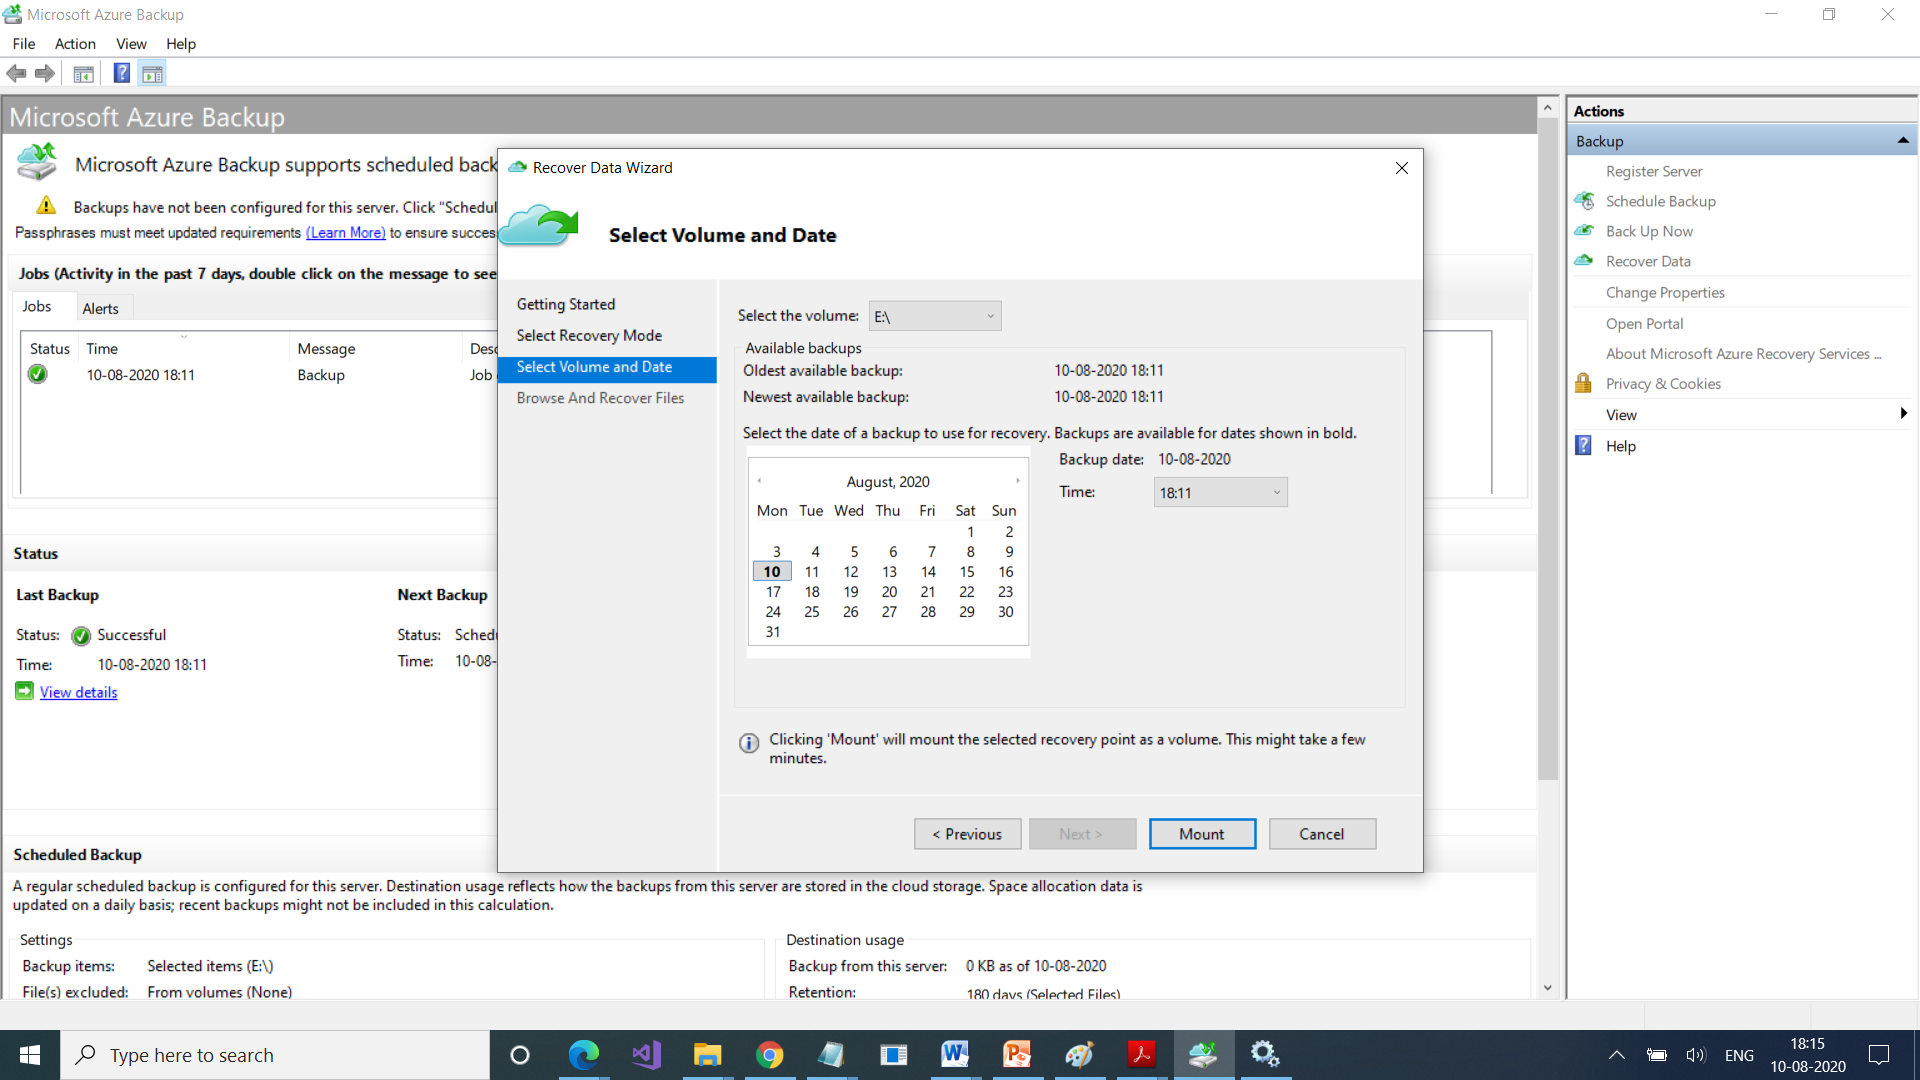 Microsoft Azure Backup
File Action View Help
Microsoft Azure Backup
Microsoft Azure Backup supports scheduled back
Backups have not been configured for this server. Click "Schedul
Passphrases must meet updated requirements (Learn More) to ensure succes
Jobs (Activity in the past 7 days, double click on the message to see
Jobs Alerts
Status Time Message Desc
10-08-2020 18:11 Backup Job
Status
Last Backup Next Backup
Status: Successful Status: Sched
Time: 10-08-2020 18:11 Time: 10-08-
View details
Scheduled Backup
A regular scheduled backup is configured for this server. Destination usage reflects how the backups from this server are stored in the cloud storage. Space allocation data is
updated on a daily basis; recent backups might not be included in this calculation.
Settings
Backup items: Selected items (E:\)
File(s) excluded: From volumes (None)
Destination usage
Backup from this server: 0 KB as of 10-08-2020
Retention: 180 days (Selected Files)
Recover Data Wizard
Select Volume and Date
Getting Started
Select Recovery Mode
Select Volume and Date
Browse And Recover Files
Select the volume: E:\
Available backups
Oldest available backup: 10-08-2020 18:11
Newest available backup: 10-08-2020 18:11
Select the date of a backup to use for recovery. Backups are available for dates shown in bold.
August, 2020
Mon Tue Wed Thu Fri Sat Sun
1 2
3 4 5 6 7 8 9
10 11 12 13 14 15 16
17 18 19 20 21 22 23
24 25 26 27 28 29 30
31
Backup date: 10-08-2020
Time: 18:11
Clicking 'Mount' will mount the selected recovery point as a volume. This might take a few
minutes.
< Previous Next > Mount Cancel
Actions
Backup
Register Server
Schedule Backup
Back Up Now
Recover Data
Change Properties
Open Portal
About Microsoft Azure Recovery Services ...
Privacy & Cookies
View
Help
Type here to search
ENG
18:15
10-08-2020